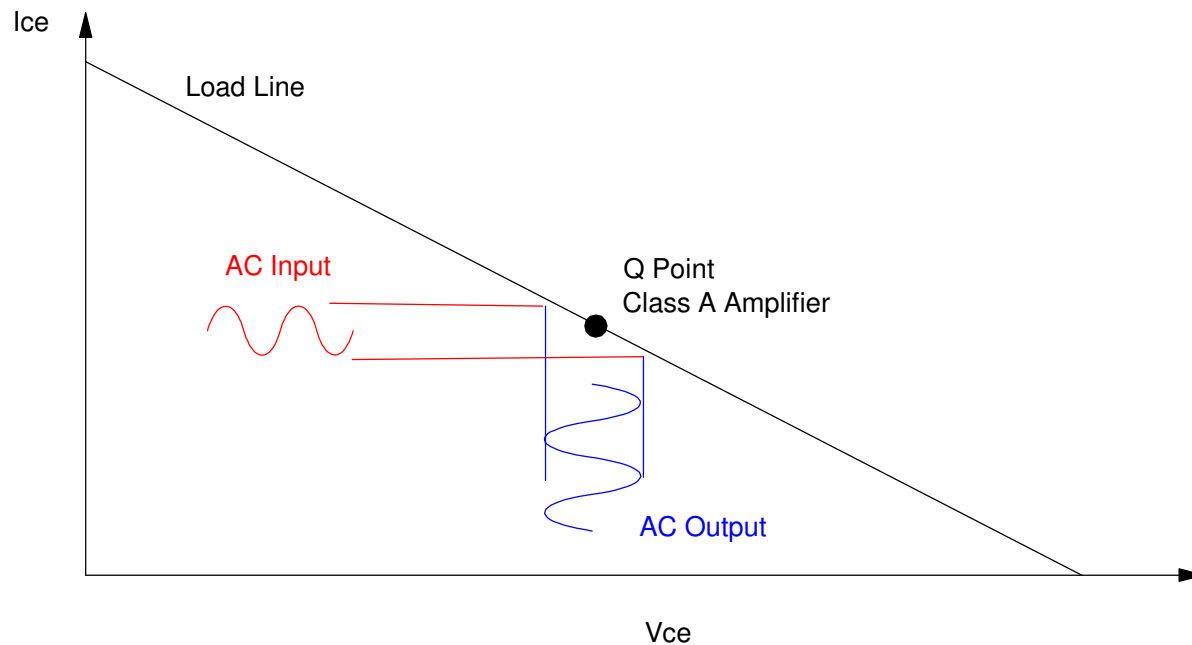 Ice
Load Line
AC Input
Q Point
Class A Amplifier
AC Output
Vce